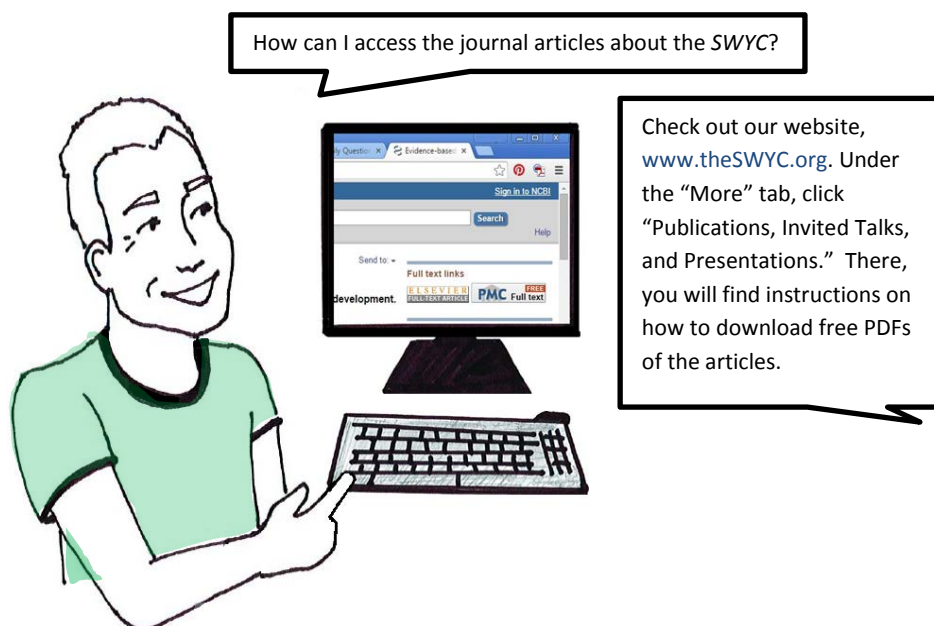 How can I access the journal articles about the SWYC?
Check out our website,
www.theSWYC.org. Under
the “More” tab, click
“Publications, Invited Talks,
and Presentations.” There,
you will find instructions on
how to download free PDFs
of the articles.
ly Question × Evidence-based ×
Sign in to NCBI
Search
Help
Send to:
Full text links
development.
ELSEVIER
FULL-TEXT ARTICLE
PMC FREE
Full text